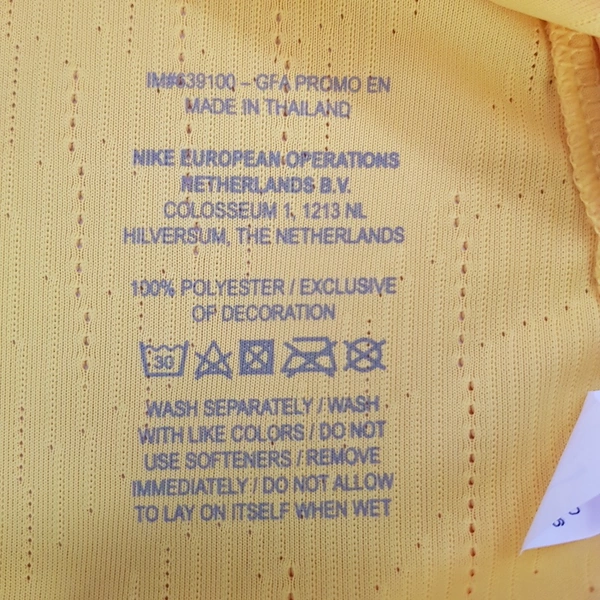 IM#639100 – GFA PROMO EN
MADE IN THAILAND
NIKE EUROPEAN OPERATIONS
NETHERLANDS B.V.
COLOSSEUM 1, 1213 NL
HILVERSUM, THE NETHERLANDS
100% POLYESTER / EXCLUSIVE
OF DECORATION
30
WASH SEPARATELY / WASH
WITH LIKE COLORS / DO NOT
USE SOFTENERS / REMOVE
IMMEDIATELY / DO NOT ALLOW
TO LAY ON ITSELF WHEN WET